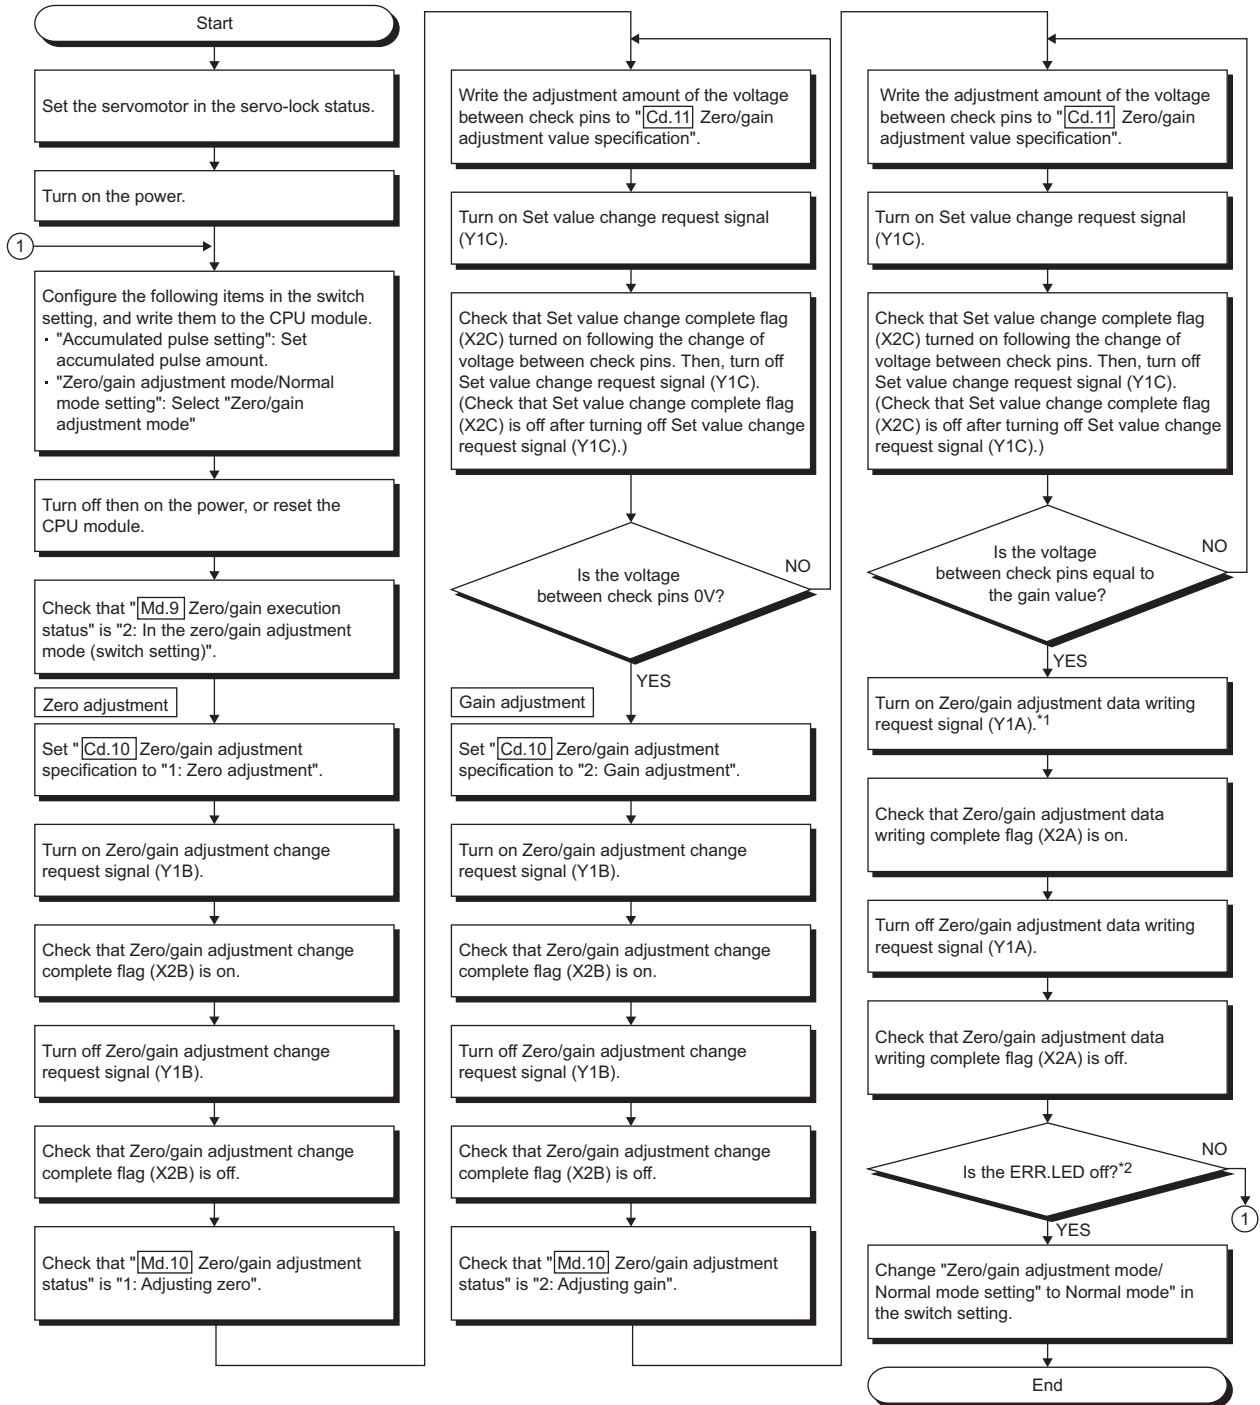 Start
Set the servomotor in the servo-lock status.
Turn on the power.
1
Configure the following items in the switch
setting, and write them to the CPU module.
· "Accumulated pulse setting": Set
accumulated pulse amount.
· "Zero/gain adjustment mode/Normal
mode setting": Select "Zero/gain
adjustment mode"
Turn off then on the power, or reset the
CPU module.
Check that "Md.9 Zero/gain execution
status" is "2: In the zero/gain adjustment
mode (switch setting)".
Zero adjustment
Set "Cd.10 Zero/gain adjustment
specification to "1: Zero adjustment".
Turn on Zero/gain adjustment change
request signal (Y1B).
Check that Zero/gain adjustment change
complete flag (X2B) is on.
Turn off Zero/gain adjustment change
request signal (Y1B).
Check that Zero/gain adjustment change
complete flag (X2B) is off.
Check that "Md.10 Zero/gain adjustment
status" is "1: Adjusting zero".
Write the adjustment amount of the voltage
between check pins to "Cd.11 Zero/gain
adjustment value specification".
Turn on Set value change request signal
(Y1C).
Check that Set value change complete flag
(X2C) turned on following the change of
voltage between check pins. Then, turn off
Set value change request signal (Y1C).
(Check that Set value change complete flag
(X2C) is off after turning off Set value change
request signal (Y1C).)
Is the voltage
between check pins 0V?
NO
YES
Gain adjustment
Set "Cd.10 Zero/gain adjustment
specification to "2: Gain adjustment".
Turn on Zero/gain adjustment change
request signal (Y1B).
Check that Zero/gain adjustment change
complete flag (X2B) is on.
Turn off Zero/gain adjustment change
request signal (Y1B).
Check that Zero/gain adjustment change
complete flag (X2B) is off.
Check that "Md.10 Zero/gain adjustment
status" is "2: Adjusting gain".
Write the adjustment amount of the voltage
between check pins to "Cd.11 Zero/gain
adjustment value specification".
Turn on Set value change request signal
(Y1C).
Check that Set value change complete flag
(X2C) turned on following the change of
voltage between check pins. Then, turn off
Set value change request signal (Y1C).
(Check that Set value change complete flag
(X2C) is off after turning off Set value change
request signal (Y1C).)
Is the voltage
between check pins equal to
the gain value?
NO
YES
Turn on Zero/gain adjustment data writing
request signal (Y1A).*1
Check that Zero/gain adjustment data
writing complete flag (X2A) is on.
Turn off Zero/gain adjustment data writing
request signal (Y1A).
Check that Zero/gain adjustment data
writing complete flag (X2A) is off.
Is the ERR.LED off?*2
NO
1
YES
Change "Zero/gain adjustment mode/
Normal mode setting" to Normal mode" in
the switch setting.
End